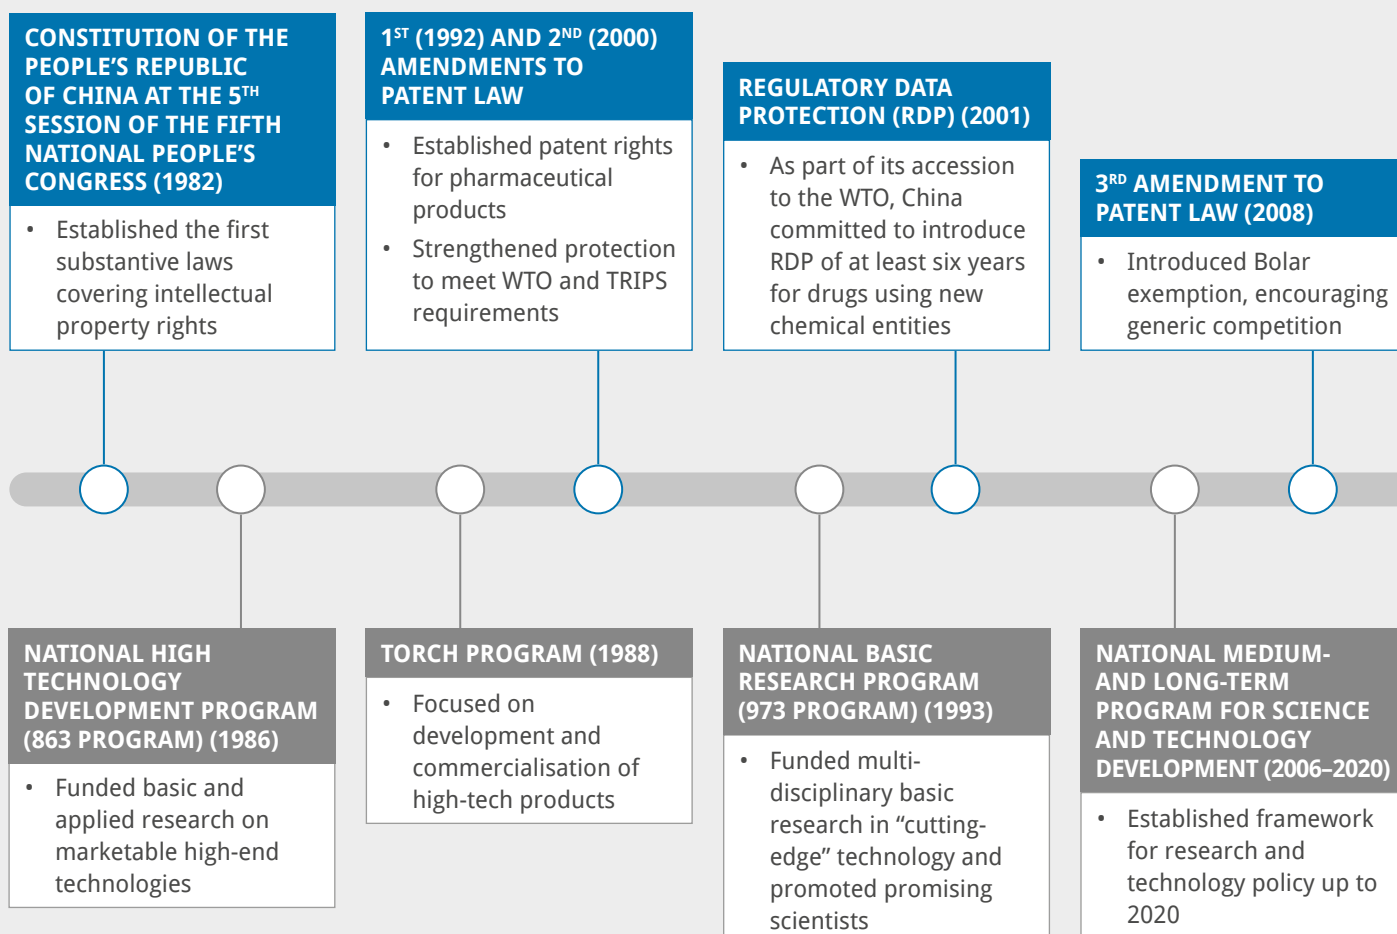 CONSTITUTION OF THE
PEOPLE’S REPUBLIC
OF CHINA AT THE 5TH
SESSION OF THE FIFTH
NATIONAL PEOPLE’S
CONGRESS (1982)
• Established the first
substantive laws
covering intellectual
property rights
1ST (1992) AND 2ND (2000)
AMENDMENTS TO
PATENT LAW
• Established patent rights
for pharmaceutical
products
• Strengthened protection
to meet WTO and TRIPS
requirements
REGULATORY DATA
PROTECTION (RDP) (2001)
• As part of its accession
to the WTO, China
committed to introduce
RDP of at least six years
for drugs using new
chemical entities
3RD AMENDMENT TO
PATENT LAW (2008)
• Introduced Bolar
exemption, encouraging
generic competition
NATIONAL HIGH
TECHNOLOGY
DEVELOPMENT PROGRAM
(863 PROGRAM) (1986)
• Funded basic and
applied research on
marketable high-end
technologies
TORCH PROGRAM (1988)
• Focused on
development and
commercialisation of
high-tech products
NATIONAL BASIC
RESEARCH PROGRAM
(973 PROGRAM) (1993)
• Funded multi-
disciplinary basic
research in “cutting-
edge” technology and
promoted promising
scientists
NATIONAL MEDIUM-
AND LONG-TERM
PROGRAM FOR SCIENCE
AND TECHNOLOGY
DEVELOPMENT (2006–2020)
• Established framework
for research and
technology policy up to
2020